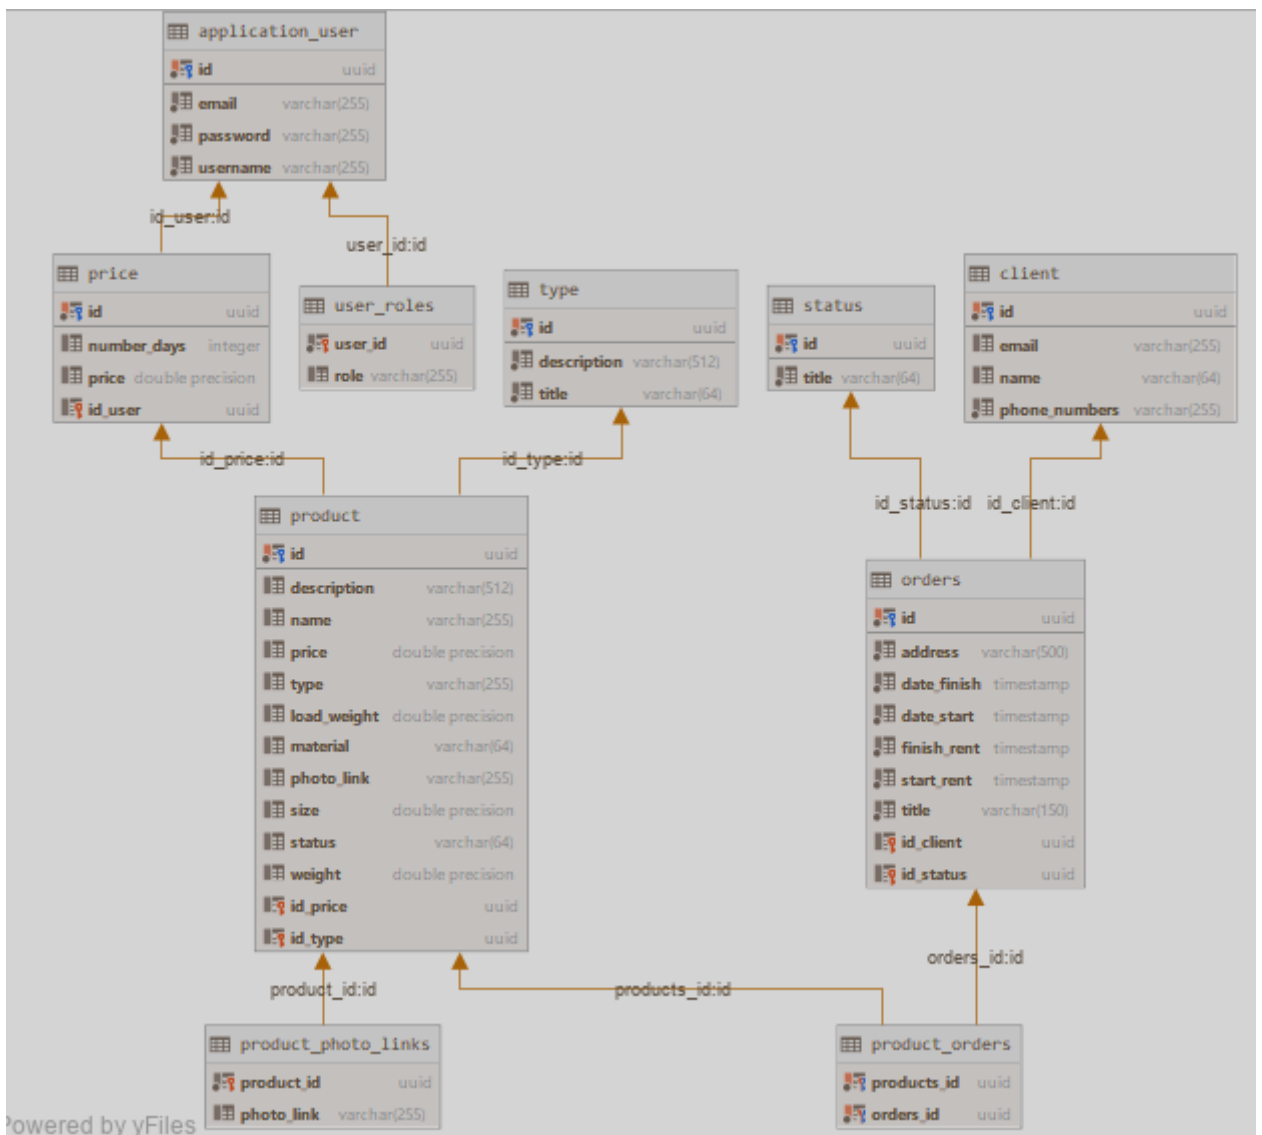 application_user
id uuid
email varchar(255)
password varchar(255)
username varchar(255)
id_user:id
user_id:id
price
id uuid
number_days integer
price double precision
id_user uuid
user_roles
user_id uuid
role varchar(255)
type
id uuid
description varchar(512)
title varchar(64)
status
id uuid
title varchar(64)
client
id uuid
email varchar(255)
name varchar(64)
phone_numbers varchar(255)
id_price:id
id_type:id
id_status:id
id_client:id
product
id uuid
description varchar(512)
name varchar(255)
price double precision
type varchar(255)
load_weight double precision
material varchar(64)
photo_link varchar(255)
size double precision
status varchar(64)
weight double precision
id_price uuid
id_type uuid
orders
id uuid
address varchar(500)
date_finish timestamp
date_start timestamp
finish_rent timestamp
start_rent timestamp
title varchar(150)
id_client uuid
id_status uuid
product_id:id
products_id:id
orders_id:id
product_photo_links
product_id uuid
photo_link varchar(255)
product_orders
products_id uuid
orders_id uuid
Powered by yFiles